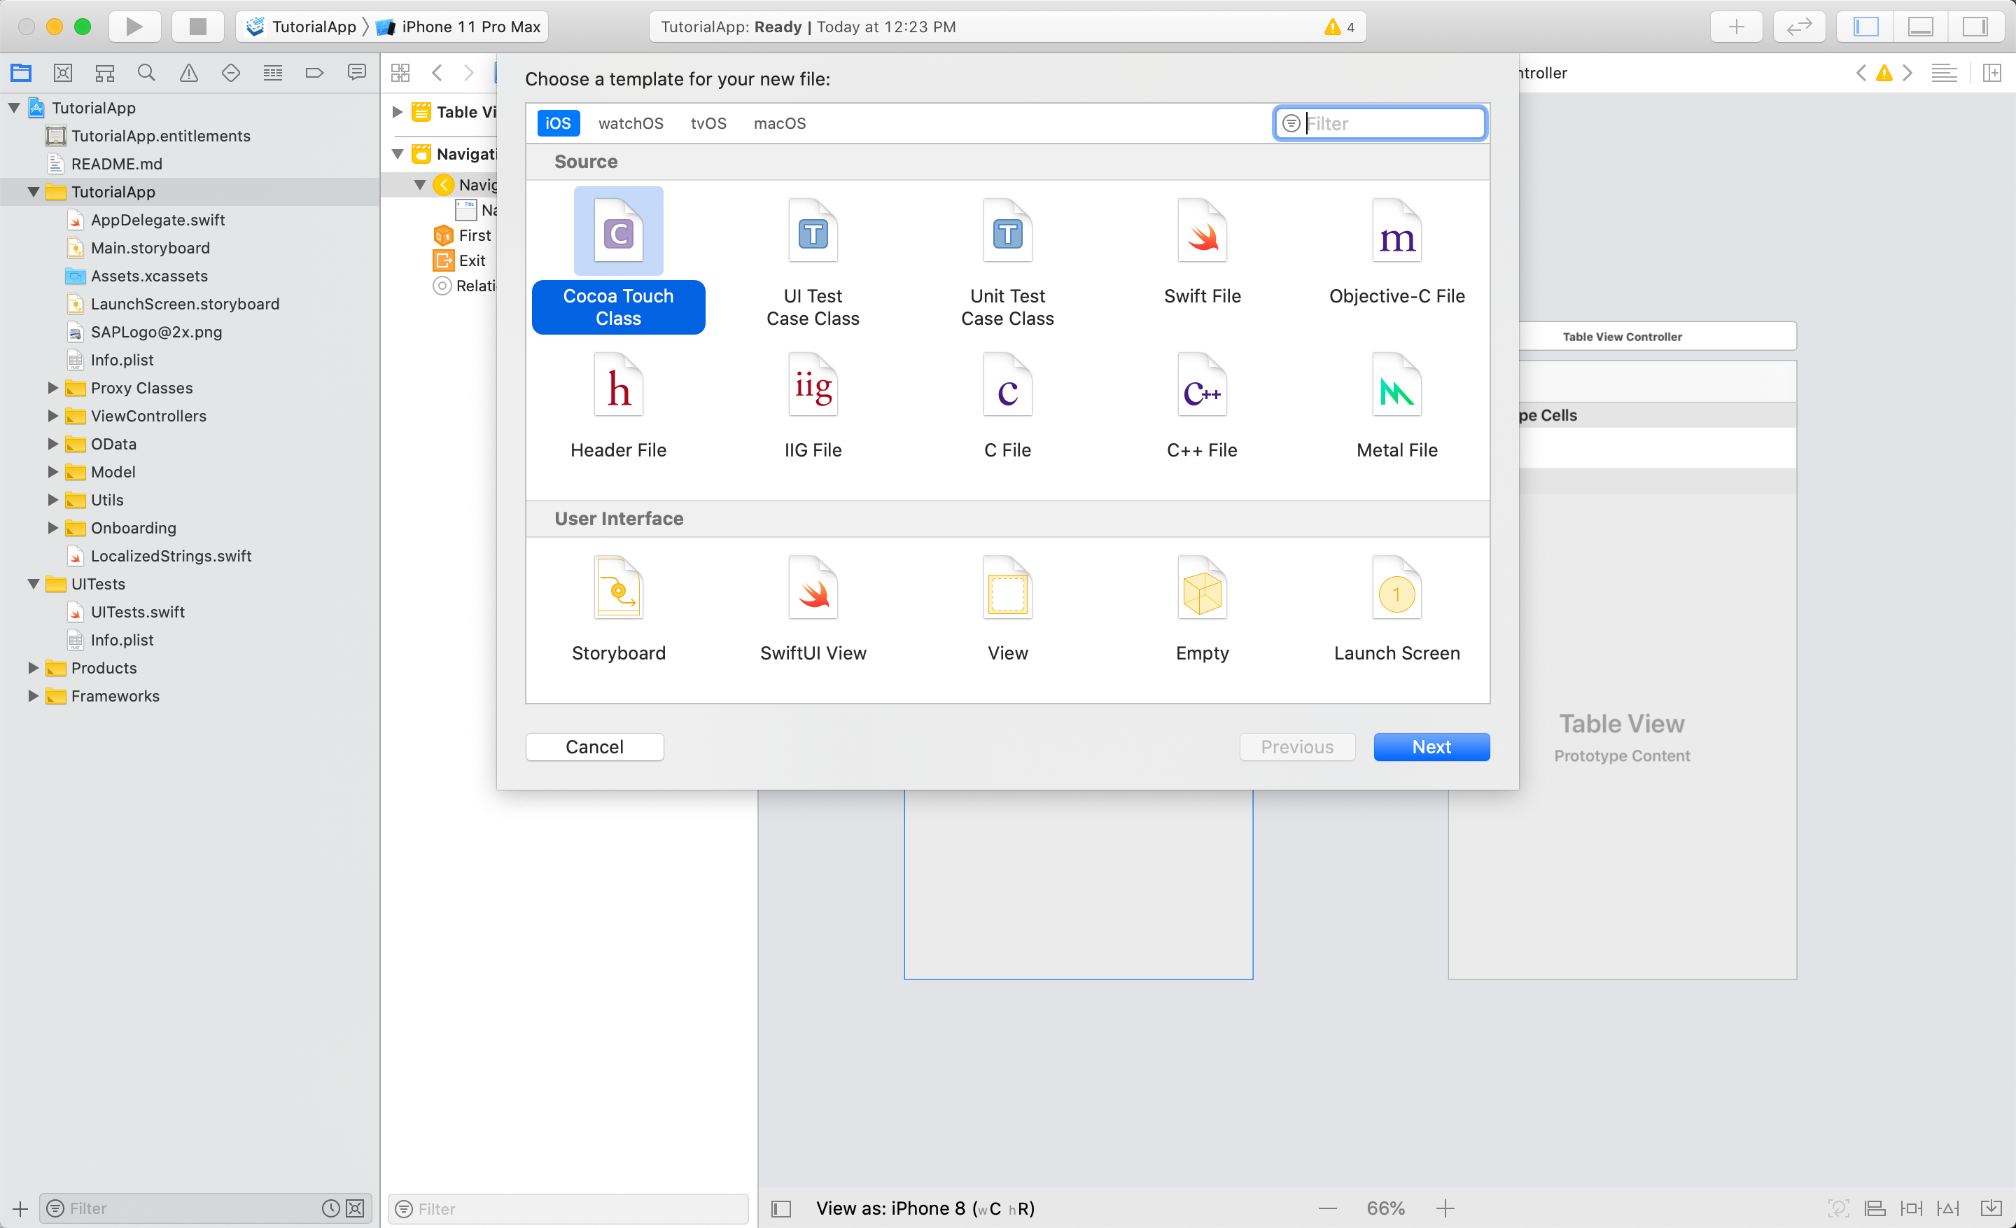 TutorialApp
iPhone 11 Pro Max
TutorialApp: Ready | Today at 12:23 PM
4
TutorialApp
TutorialApp.entitlements
README.md
TutorialApp
AppDelegate.swift
Main.storyboard
Assets.xcassets
LaunchScreen.storyboard
SAPLogo@2x.png
Info.plist
Proxy Classes
ViewControllers
OData
Model
Utils
Onboarding
LocalizedStrings.swift
UITests
UITests.swift
Info.plist
Products
Frameworks
Filter
Table Vi
Navigati
Navig
Na
First
Exit
Relati
Filter
Choose a template for your new file:
iOS watchOS tvOS macOS
Filter
Source
C
Cocoa Touch
Class
T
UI Test
Case Class
T
Unit Test
Case Class
Swift File
m
Objective-C File
h
Header File
iig
IIG File
c
C File
c++
C++ File
Metal File
User Interface
Storyboard
SwiftUI View
View
Empty
1
Launch Screen
Cancel
Previous
Next
ntroller
Table View Controller
pe Cells
Table View
Prototype Content
View as: iPhone 8 (wC hR)
66%